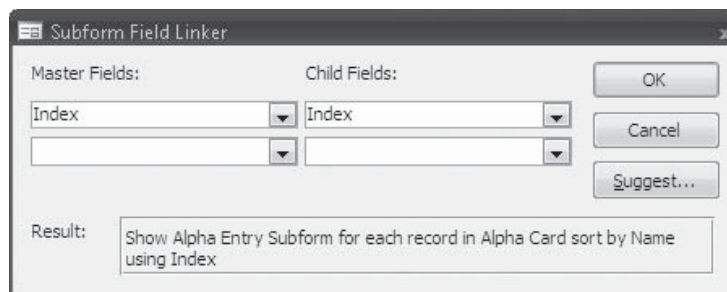 Subform Field Linker
Master Fields: Child Fields:
OK
Index Index
Cancel
Suggest...
Result: Show Alpha Entry Subform for each record in Alpha Card sort by Name
using Index